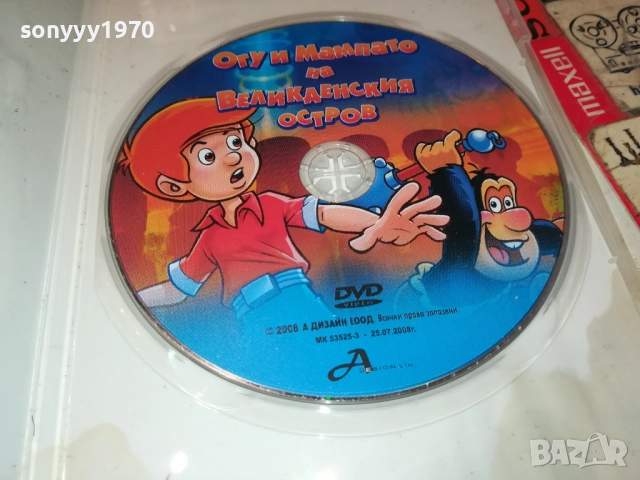 sonyyy1970
Огу и Мампато
на
Великденския
остров
DVD
VIDEO
© 2008 А ДИЗАЙН ЕООД. Всички права запазени.
МК 53525-3 - 25.07.2008г.
A
maxell
BAZAR